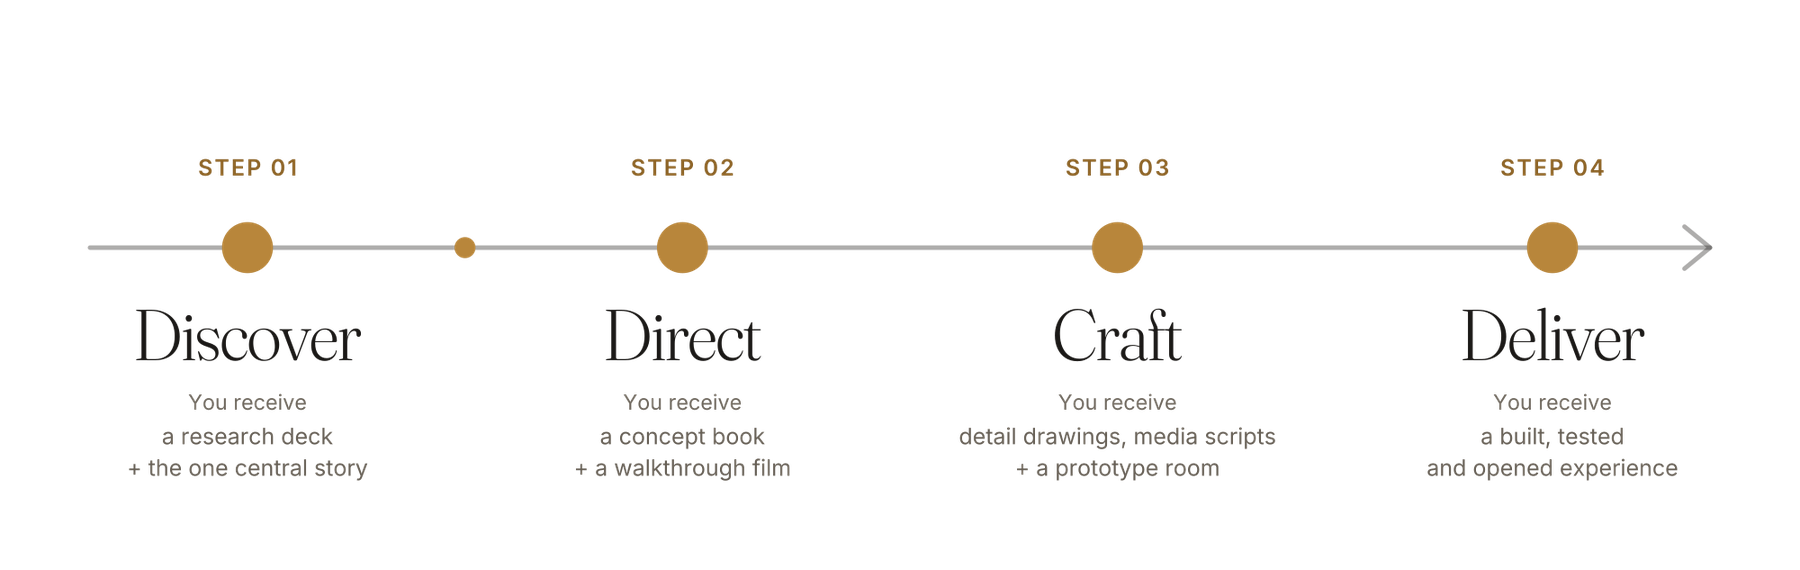 STEP 01
Discover
You receive
a research deck
+ the one central story
STEP 02
Direct
You receive
a concept book
+ a walkthrough film
STEP 03
Craft
You receive
detail drawings, media scripts
+ a prototype room
STEP 04
Deliver
You receive
a built, tested
and opened experience